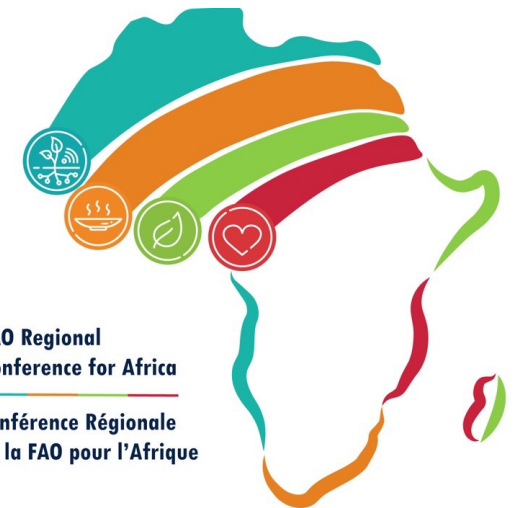 O Regional
onference for Africa
nférence Régionale
la FAO pour l'Afrique